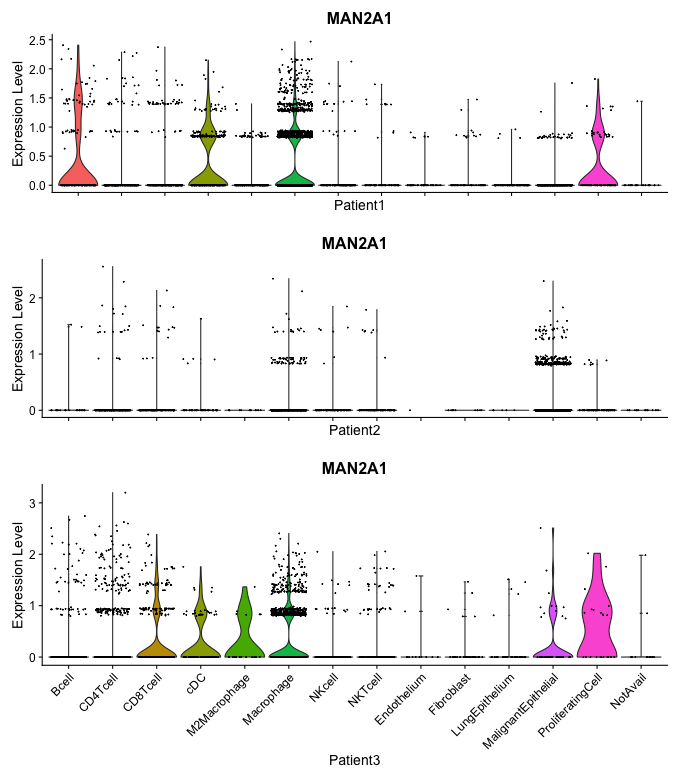 MAN2A1
Expression Level
2.5
2.0
1.5
1.0
0.5
0.0
Patient1
MAN2A1
Expression Level
2
1
0
Patient2
MAN2A1
Expression Level
3
2
1
0
Bcell
CD4Tcell
CD8Tcell
cDC
M2Macrophage
Macrophage
NKcell
NKTcell
Endothelium
Fibroblast
LungEpithelium
MalignantEpithelial
ProliferatingCell
NotAvail
Patient3